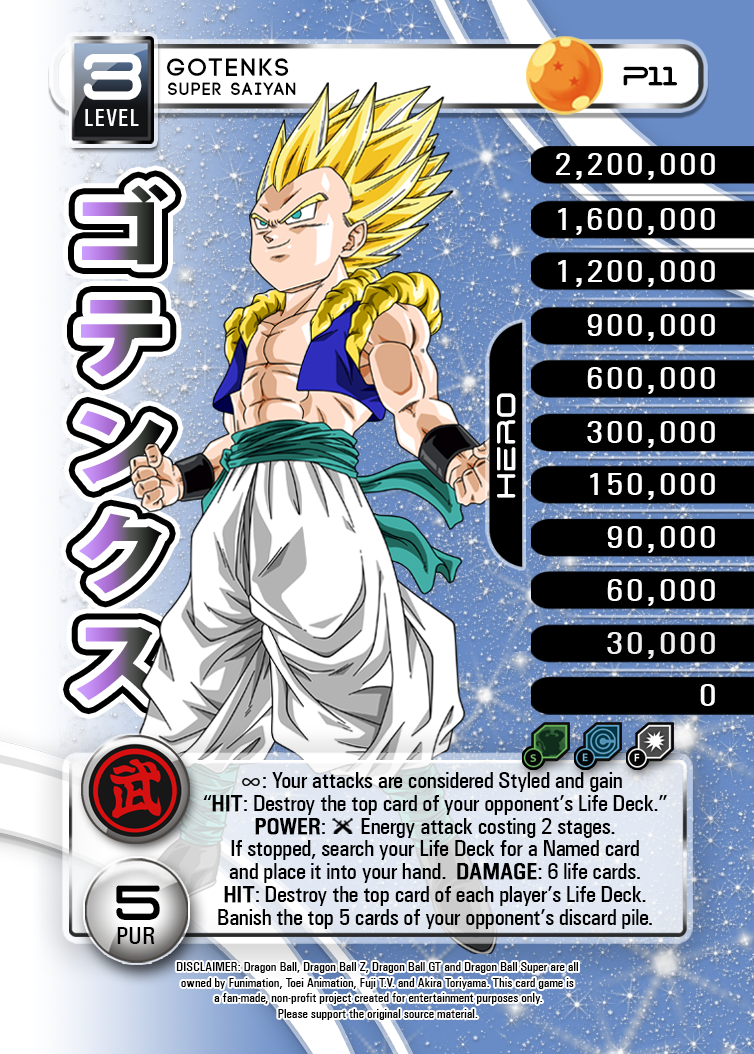 3
LEVEL
GOTENKS
SUPER SAIYAN
P11
ゴテンクス
2,200,000
1,600,000
1,200,000
900,000
600,000
300,000
150,000
90,000
60,000
30,000
0
HERO
S
E
F
武
∞: Your attacks are considered Styled and gain
“HIT: Destroy the top card of your opponent’s Life Deck.”
POWER: Energy attack costing 2 stages.
If stopped, search your Life Deck for a Named card
and place it into your hand. DAMAGE: 6 life cards.
HIT: Destroy the top card of each player’s Life Deck.
Banish the top 5 cards of your opponent’s discard pile.
5
PUR
DISCLAIMER: Dragon Ball, Dragon Ball Z, Dragon Ball GT and Dragon Ball Super are all
owned by Funimation, Toei Animation, Fuji T.V. and Akira Toriyama. This card game is
a fan-made, non-profit project created for entertainment purposes only.
Please support the original source material.